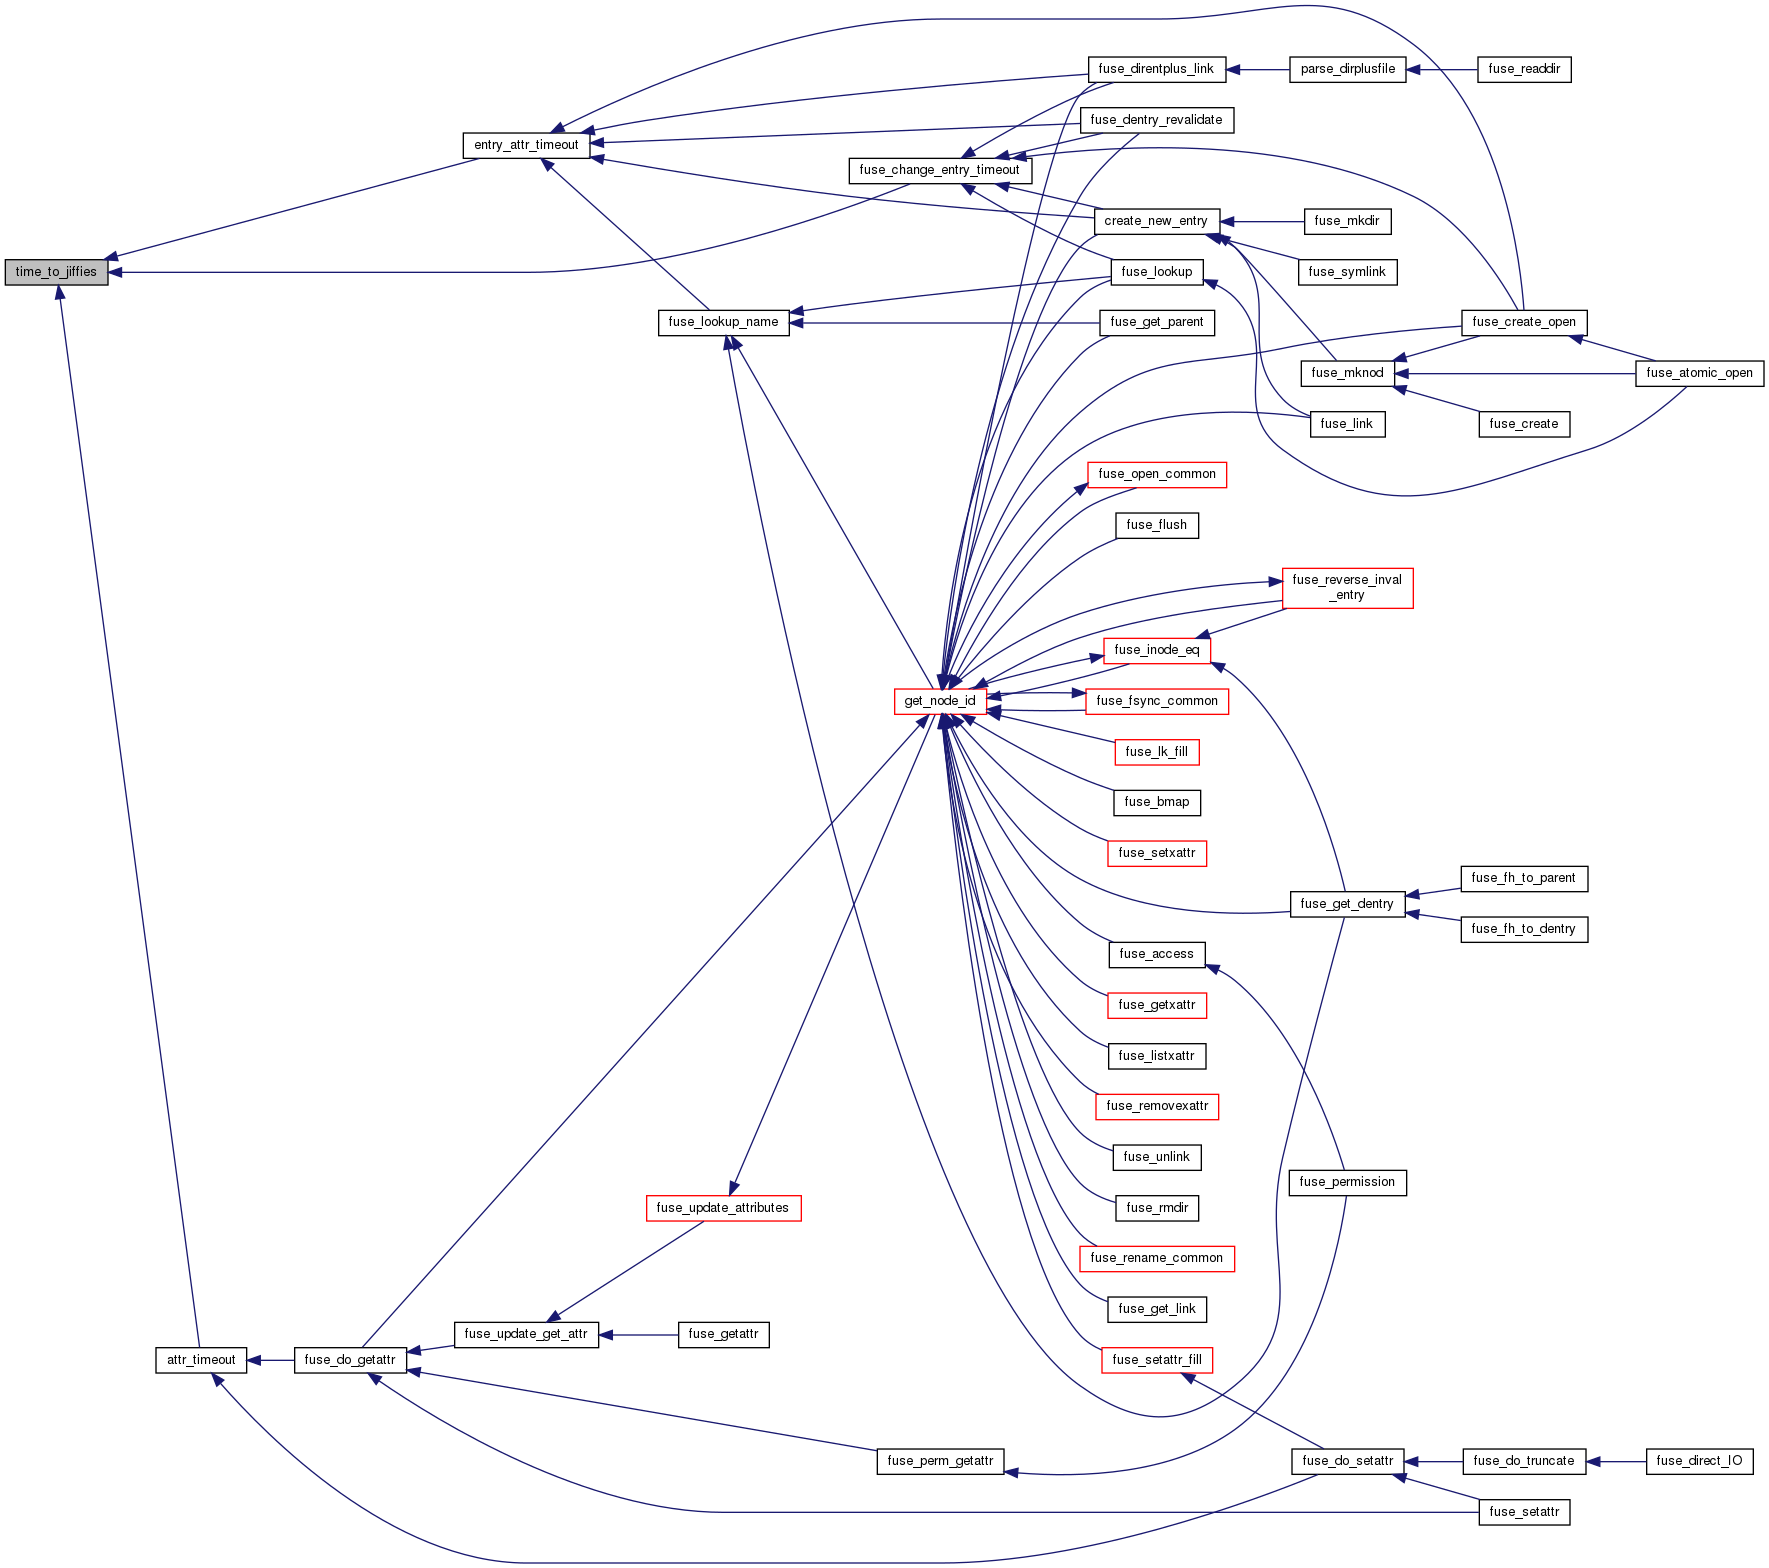 fuse_direntplus_link
parse_dirplusfile
fuse_readdir
fuse_dentry_revalidate
entry_attr_timeout
fuse_change_entry_timeout
create_new_entry
fuse_mkdir
time_to_jiffies
fuse_lookup
fuse_symlink
fuse_lookup_name
fuse_get_parent
fuse_create_open
fuse_mknod
fuse_atomic_open
fuse_link
fuse_create
fuse_open_common
fuse_flush
fuse_reverse_inval
_entry
fuse_inode_eq
get_node_id
fuse_fsync_common
fuse_lk_fill
fuse_bmap
fuse_setxattr
fuse_fh_to_parent
fuse_get_dentry
fuse_fh_to_dentry
fuse_access
fuse_getxattr
fuse_listxattr
fuse_removexattr
fuse_unlink
fuse_permission
fuse_update_attributes
fuse_rmdir
fuse_rename_common
fuse_get_link
fuse_update_get_attr
fuse_getattr
attr_timeout
fuse_do_getattr
fuse_setattr_fill
fuse_perm_getattr
fuse_do_setattr
fuse_do_truncate
fuse_direct_IO
fuse_setattr